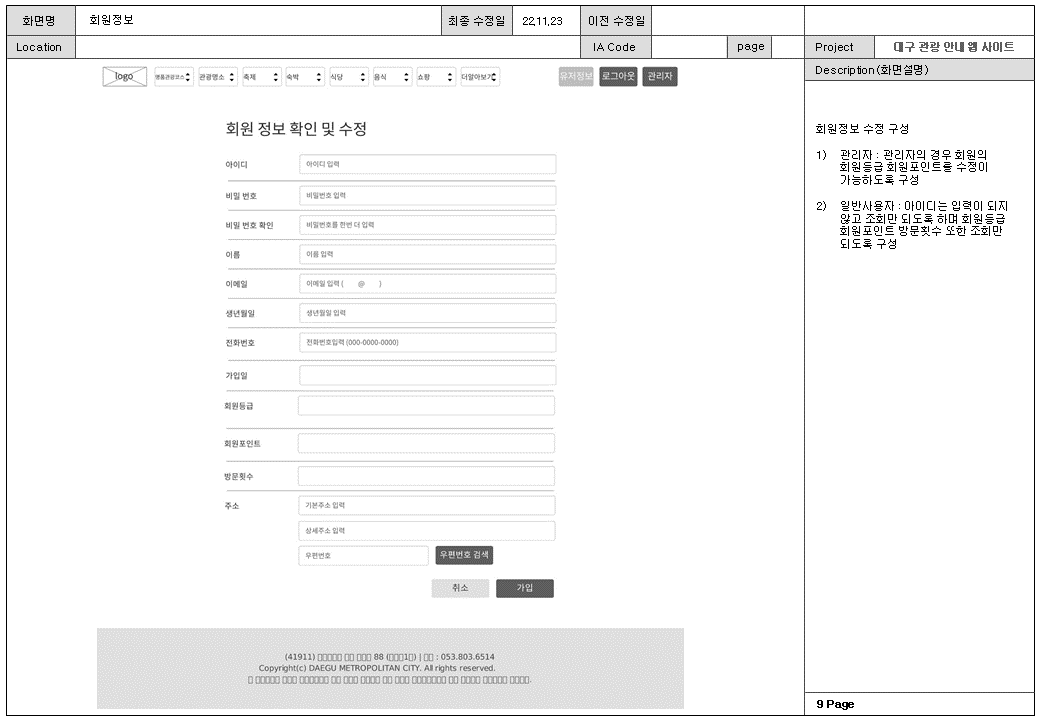 화면명 회원정보 최종 수정일 22.11.23 이전 수정일
Location IA Code page Project 대구 관광 안내 웹 사이트
Description(화면설명)
logo 명품관광코스 관광명소 축제 숙박 식당 음식 쇼핑 더알아보기 유저정보 로그아웃 관리자
회원 정보 확인 및 수정
아이디 아이디 입력
비밀 번호 비밀번호 입력
비밀 번호 확인 비밀번호를 한번 더 입력
이름 이름 입력
이메일 이메일 입력 ( @ )
생년월일 생년월일 입력
전화번호 전화번호입력 (000-0000-0000)
가입일
회원등급
회원포인트
방문횟수
주소 기본주소 입력
상세주소 입력
우편번호 우편번호 검색
취소 가입
(41911) 88 ( 1 ) | : 053.803.6514
Copyright(c) DAEGU METROPOLITAN CITY. All rights reserved.
회원정보 수정 구성
1) 관리자 : 관리자의 경우 회원의
회원등급 회원포인트를 수정이
가능하도록 구성
2) 일반사용자 : 아이디는 입력이 되지
않고 조회만 되도록 하며 회원등급
회원포인트 방문횟수 또한 조회만
되도록 구성
9 Page